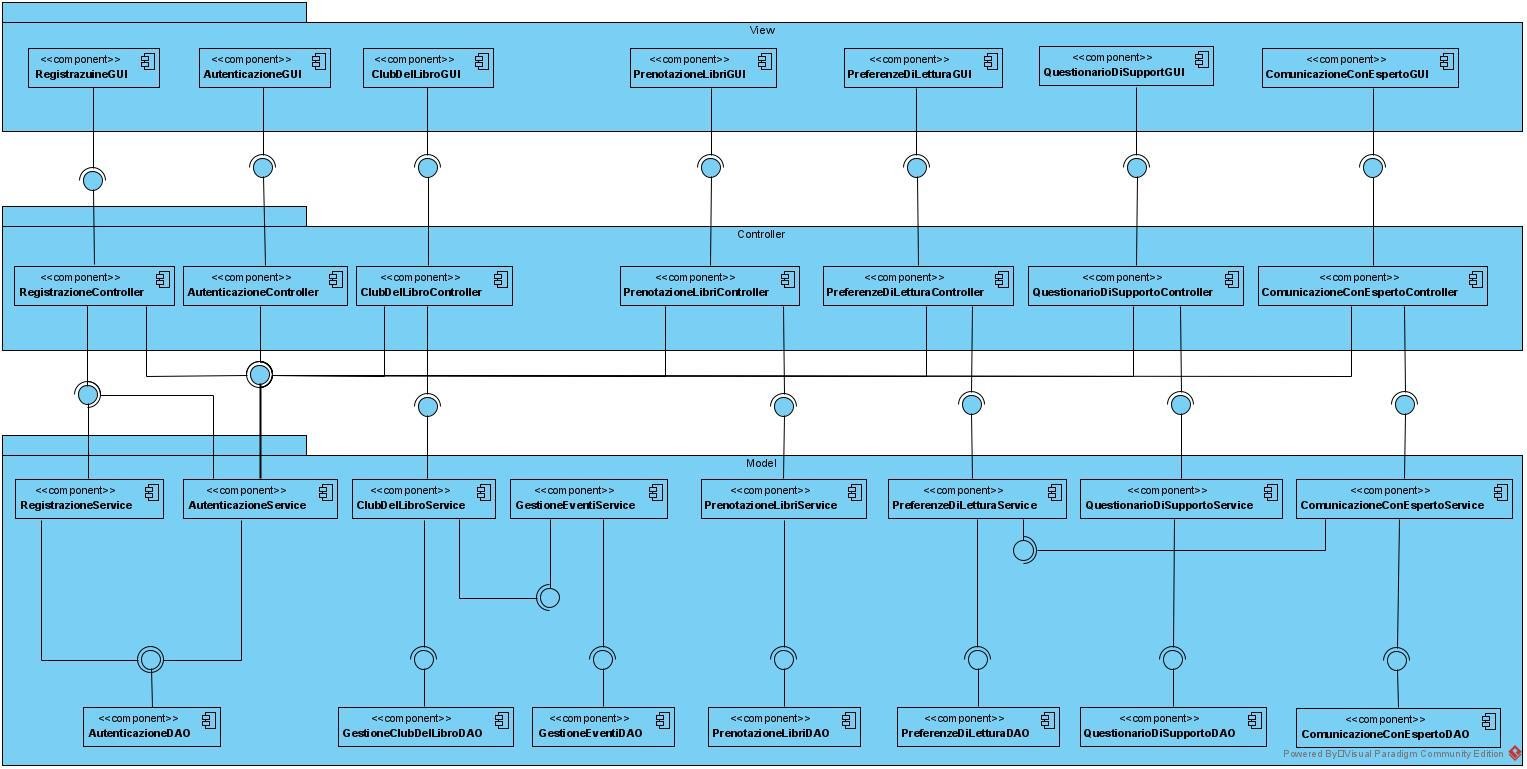 View
<<component>>
RegistrazuineGUI
<<component>>
AutenticazioneGUI
<<component>>
ClubDelLibroGUI
<<component>>
PrenotazioneLibriGUI
<<component>>
PreferenzeDiLetturaGUI
<<component>>
QuestionarioDiSupportGUI
<<component>>
ComunicazioneConEspertoGUI
Controller
<<component>>
RegistrazioneController
<<component>>
AutenticazioneController
<<component>>
ClubDelLibroController
<<component>>
PrenotazioneLibriController
<<component>>
PreferenzeDiLetturaController
<<component>>
QuestionarioDiSupportoController
<<component>>
ComunicazioneConEspertoController
Model
<<component>>
RegistrazioneService
<<component>>
AutenticazioneService
<<component>>
ClubDelLibroService
<<component>>
GestioneEventiService
<<component>>
PrenotazioneLibriService
<<component>>
PreferenzeDiLetturaService
<<component>>
QuestionarioDiSupportoService
<<component>>
ComunicazioneConEspertoService
<<component>>
AutenticazioneDAO
<<component>>
GestioneClubDelLibroDAO
<<component>>
GestioneEventiDAO
<<component>>
PrenotazioneLibriDAO
<<component>>
PreferenzeDiLetturaDAO
<<component>>
QuestionarioDiSupportoDAO
<<component>>
ComunicazioneConEspertoDAO
Powered By Visual Paradigm Community Edition